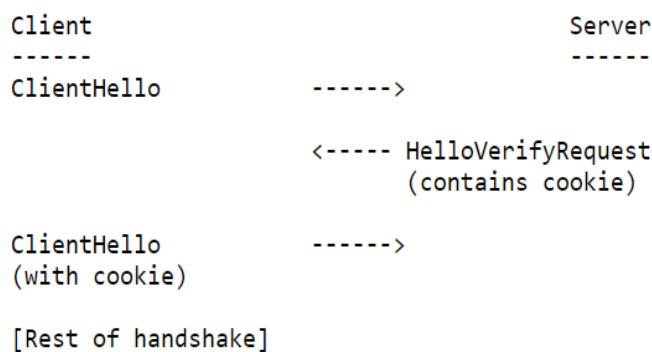 Client                                   Server
------                                   ------
ClientHello           ------>

                      <----- HelloVerifyRequest
                             (contains cookie)

ClientHello           ------>
(with cookie)

[Rest of handshake]